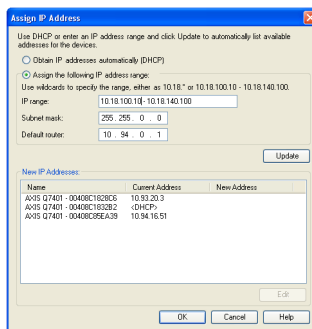 Assign IP Address
Use DHCP or enter an IP address range and click Update to automatically list available
addresses for the devices.
Obtain IP addresses automatically (DHCP)
Assign the following IP address range:
Use wildcards to specify the range, either as 10.18.* or 10.18.100.10 - 10.18.140.100.
IP range: 10.18.100.10 - 10.18.140.100
Subnet mask: 255 . 255 . 0 . 0
Default router: 10 . 94 . 0 . 1
Update
New IP Addresses:
Name Current Address New Address
AXIS Q7401 - 00408C1828C6 10.93.20.3
AXIS Q7401 - 00408C1832B2 <DHCP>
AXIS Q7401 - 00408C85EA39 10.94.16.51
Edit
OK Cancel Help